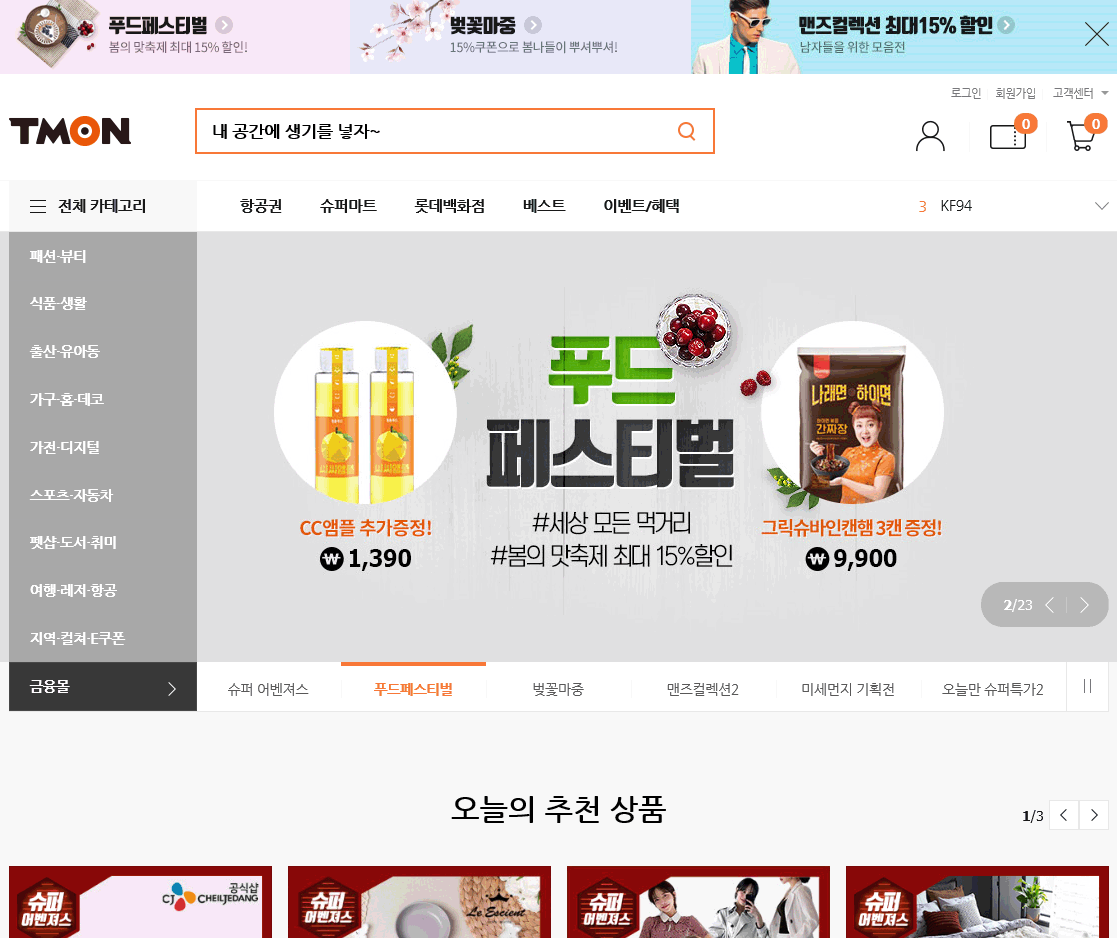 푸드페스티벌
봄의 맛축제 최대 15% 할인!
벚꽃마중
15%쿠폰으로 봄나들이 뿌셔뿌셔!
맨즈컬렉션 최대15% 할인
남자들을 위한 모음전
로그인 회원가입 고객센터
TMON
내 공간에 생기를 넣자~
0
0
전체 카테고리
항공권 슈퍼마트 롯데백화점 베스트 이벤트/혜택
3 KF94
패션·뷰티
식품·생활
출산·유아동
가구·홈·데코
가전·디지털
스포츠·자동차
펫샵·도서·취미
여행·레저·항공
지역·컬쳐·E쿠폰
금융몰
푸드
페스티벌
#세상 모든 먹거리
#봄의 맛축제 최대 15%할인
CC앰플 추가증정!
₩ 1,390
나래면 하이면
간짜장
그릭슈바인캔햄 3캔 증정!
₩ 9,900
2/23
슈퍼 어벤져스 푸드페스티벌 벚꽃마중 맨즈컬렉션2 미세먼지 기획전 오늘만 슈퍼특가2
오늘의 추천 상품
1/3
슈퍼
어벤져스
공식샵
CJ CHEILJEDANG
슈퍼
어벤져스
Le Escient
슈퍼
어벤져스
슈퍼
어벤져스